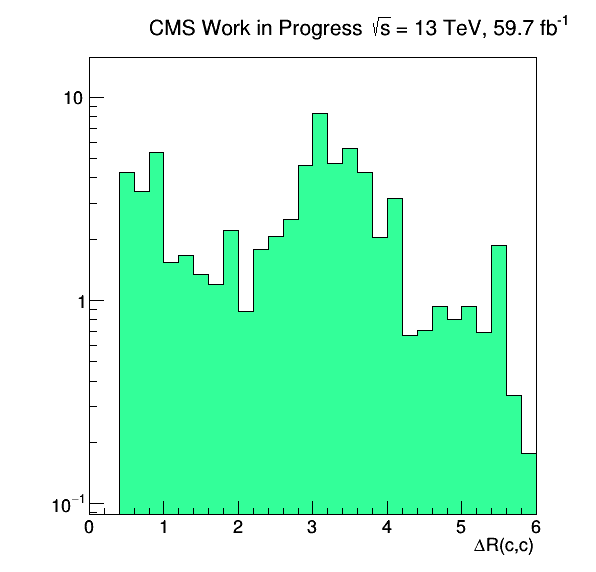 CMS Work in Progress √s = 13 TeV, 59.7 fb⁻¹
10
1
10⁻¹
0 1 2 3 4 5 6
ΔR(c,c)